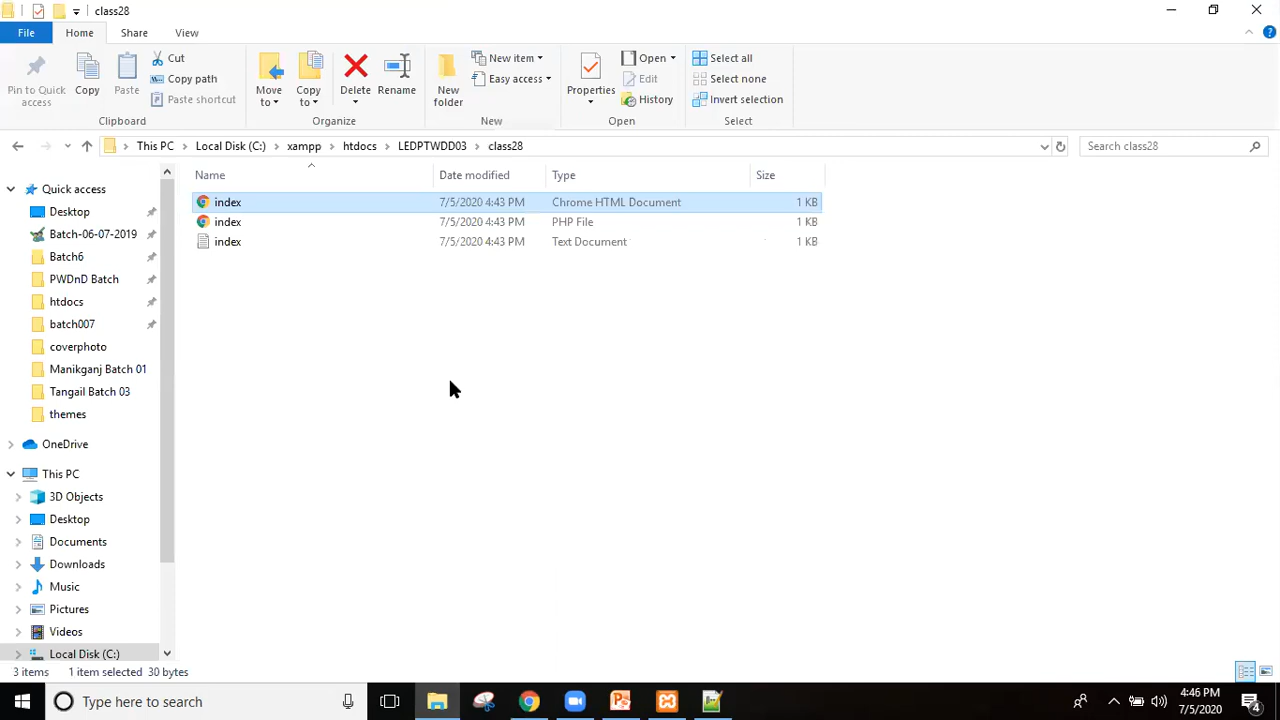 class28
File Home Share View
Pin to Quick access
Copy
Paste
Cut
Copy path
Paste shortcut
Clipboard
Move to
Copy to
Delete
Rename
Organize
New folder
New item
Easy access
New
Properties
Open
Edit
History
Open
Select all
Select none
Invert selection
Select
This PC Local Disk (C:) xampp htdocs LEDPTWDD03 class28
Search class28
Name Date modified Type Size
index 7/5/2020 4:43 PM Chrome HTML Document 1 KB
index 7/5/2020 4:43 PM PHP File 1 KB
index 7/5/2020 4:43 PM Text Document 1 KB
Quick access
Desktop
Batch-06-07-2019
Batch6
PWDnD Batch
htdocs
batch007
coverphoto
Manikganj Batch 01
Tangail Batch 03
themes
OneDrive
This PC
3D Objects
Desktop
Documents
Downloads
Music
Pictures
Videos
Local Disk (C:)
3 items 1 item selected 30 bytes
Type here to search
4:46 PM
7/5/2020
4